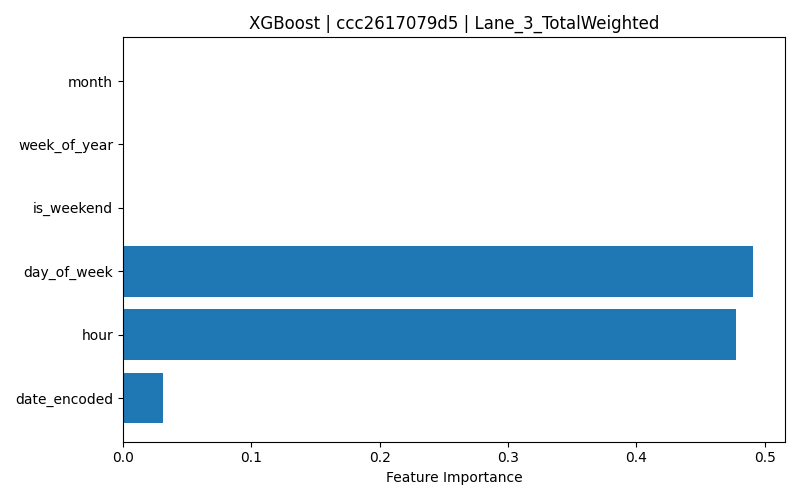 XGBoost | ccc2617079d5 | Lane_3_TotalWeighted
month
week_of_year
is_weekend
day_of_week
hour
date_encoded
0.0 0.1 0.2 0.3 0.4 0.5
Feature Importance